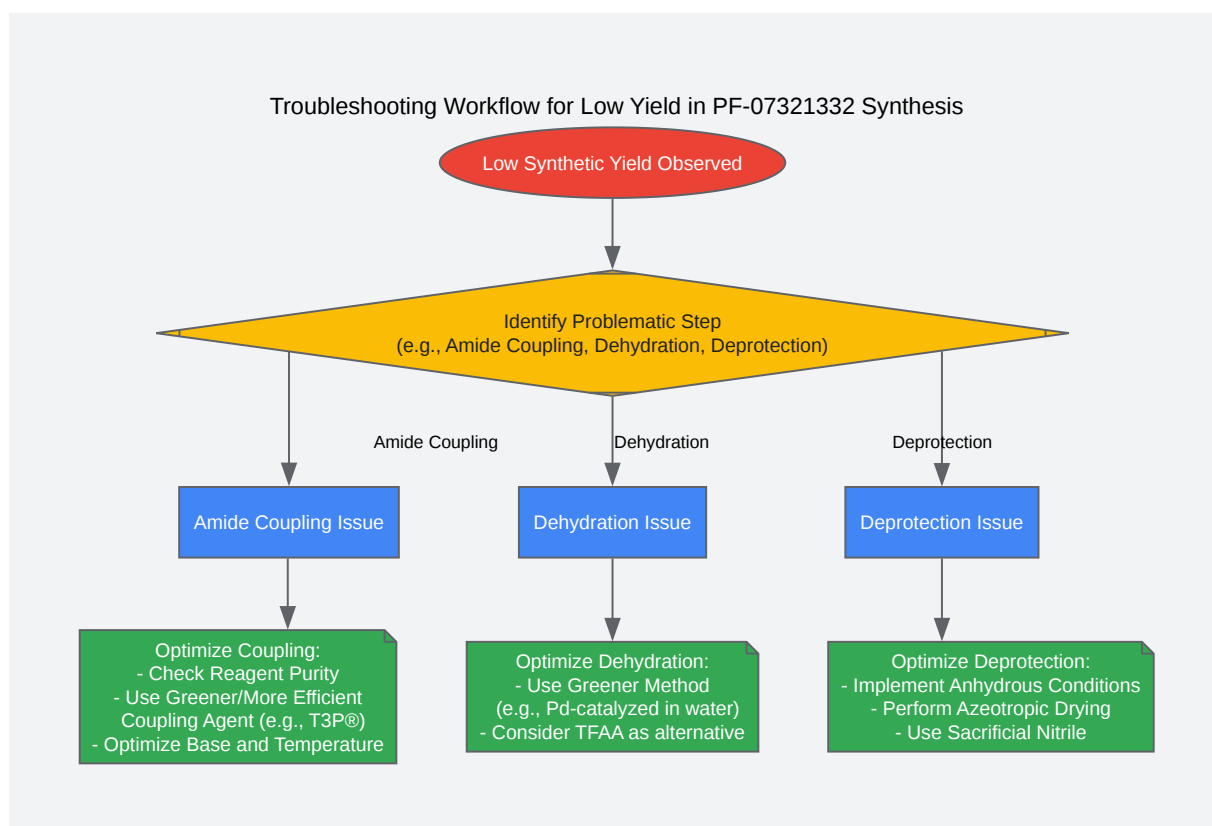 Troubleshooting Workflow for Low Yield in PF-07321332 Synthesis
Low Synthetic Yield Observed
Identify Problematic Step
(e.g., Amide Coupling, Dehydration, Deprotection)
Amide Coupling
Dehydration
Deprotection
Amide Coupling Issue
Dehydration Issue
Deprotection Issue
Optimize Coupling:
- Check Reagent Purity
- Use Greener/More Efficient
Coupling Agent (e.g., T3P®)
- Optimize Base and Temperature
Optimize Dehydration:
- Use Greener Method
(e.g., Pd-catalyzed in water)
- Consider TFAA as alternative
Optimize Deprotection:
- Implement Anhydrous Conditions
- Perform Azeotropic Drying
- Use Sacrificial Nitrile